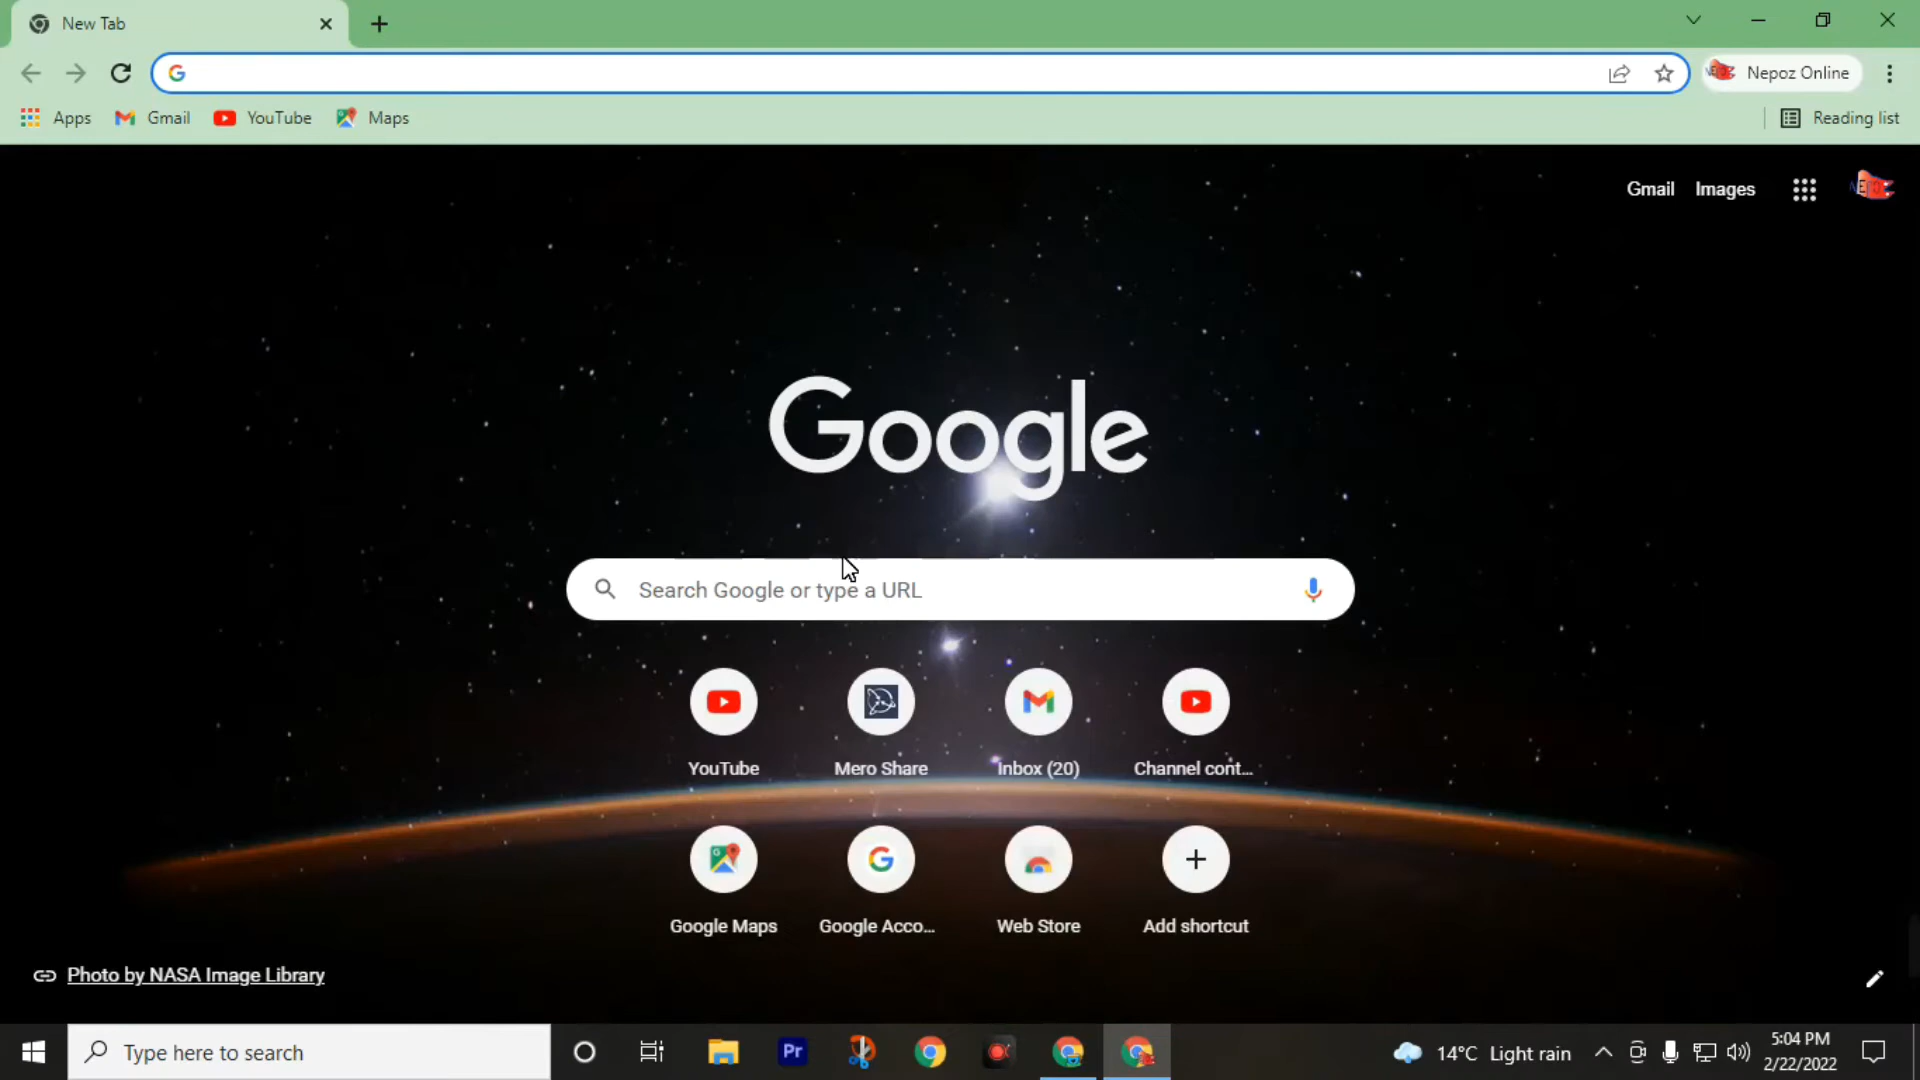 New Tab
Nepoz Online
Apps
Gmail
YouTube
Maps
Reading list
Gmail
Images
Google
Search Google or type a URL
YouTube
Mero Share
Inbox (20)
Channel cont...
Google Maps
Google Acco...
Web Store
Add shortcut
Photo by NASA Image Library
Type here to search
Pr
14°C Light rain
5:04 PM
2/22/2022